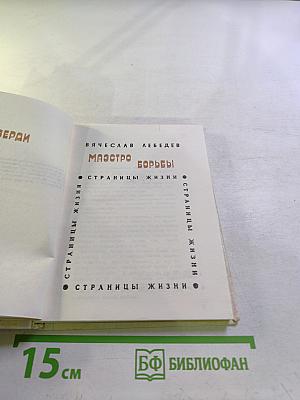 ВЕРДИ
ВЯЧЕСЛАВ ЛЕБЕДЕВ
МАЭСТРО БОРЬБЫ
СТРАНИЦЫ ЖИЗНИ
СТРАНИЦЫ ЖИЗНИ
СТРАНИЦЫ ЖИЗНИ
СТРАНИЦЫ ЖИЗНИ
15 см
БФ БИБЛИОФАН